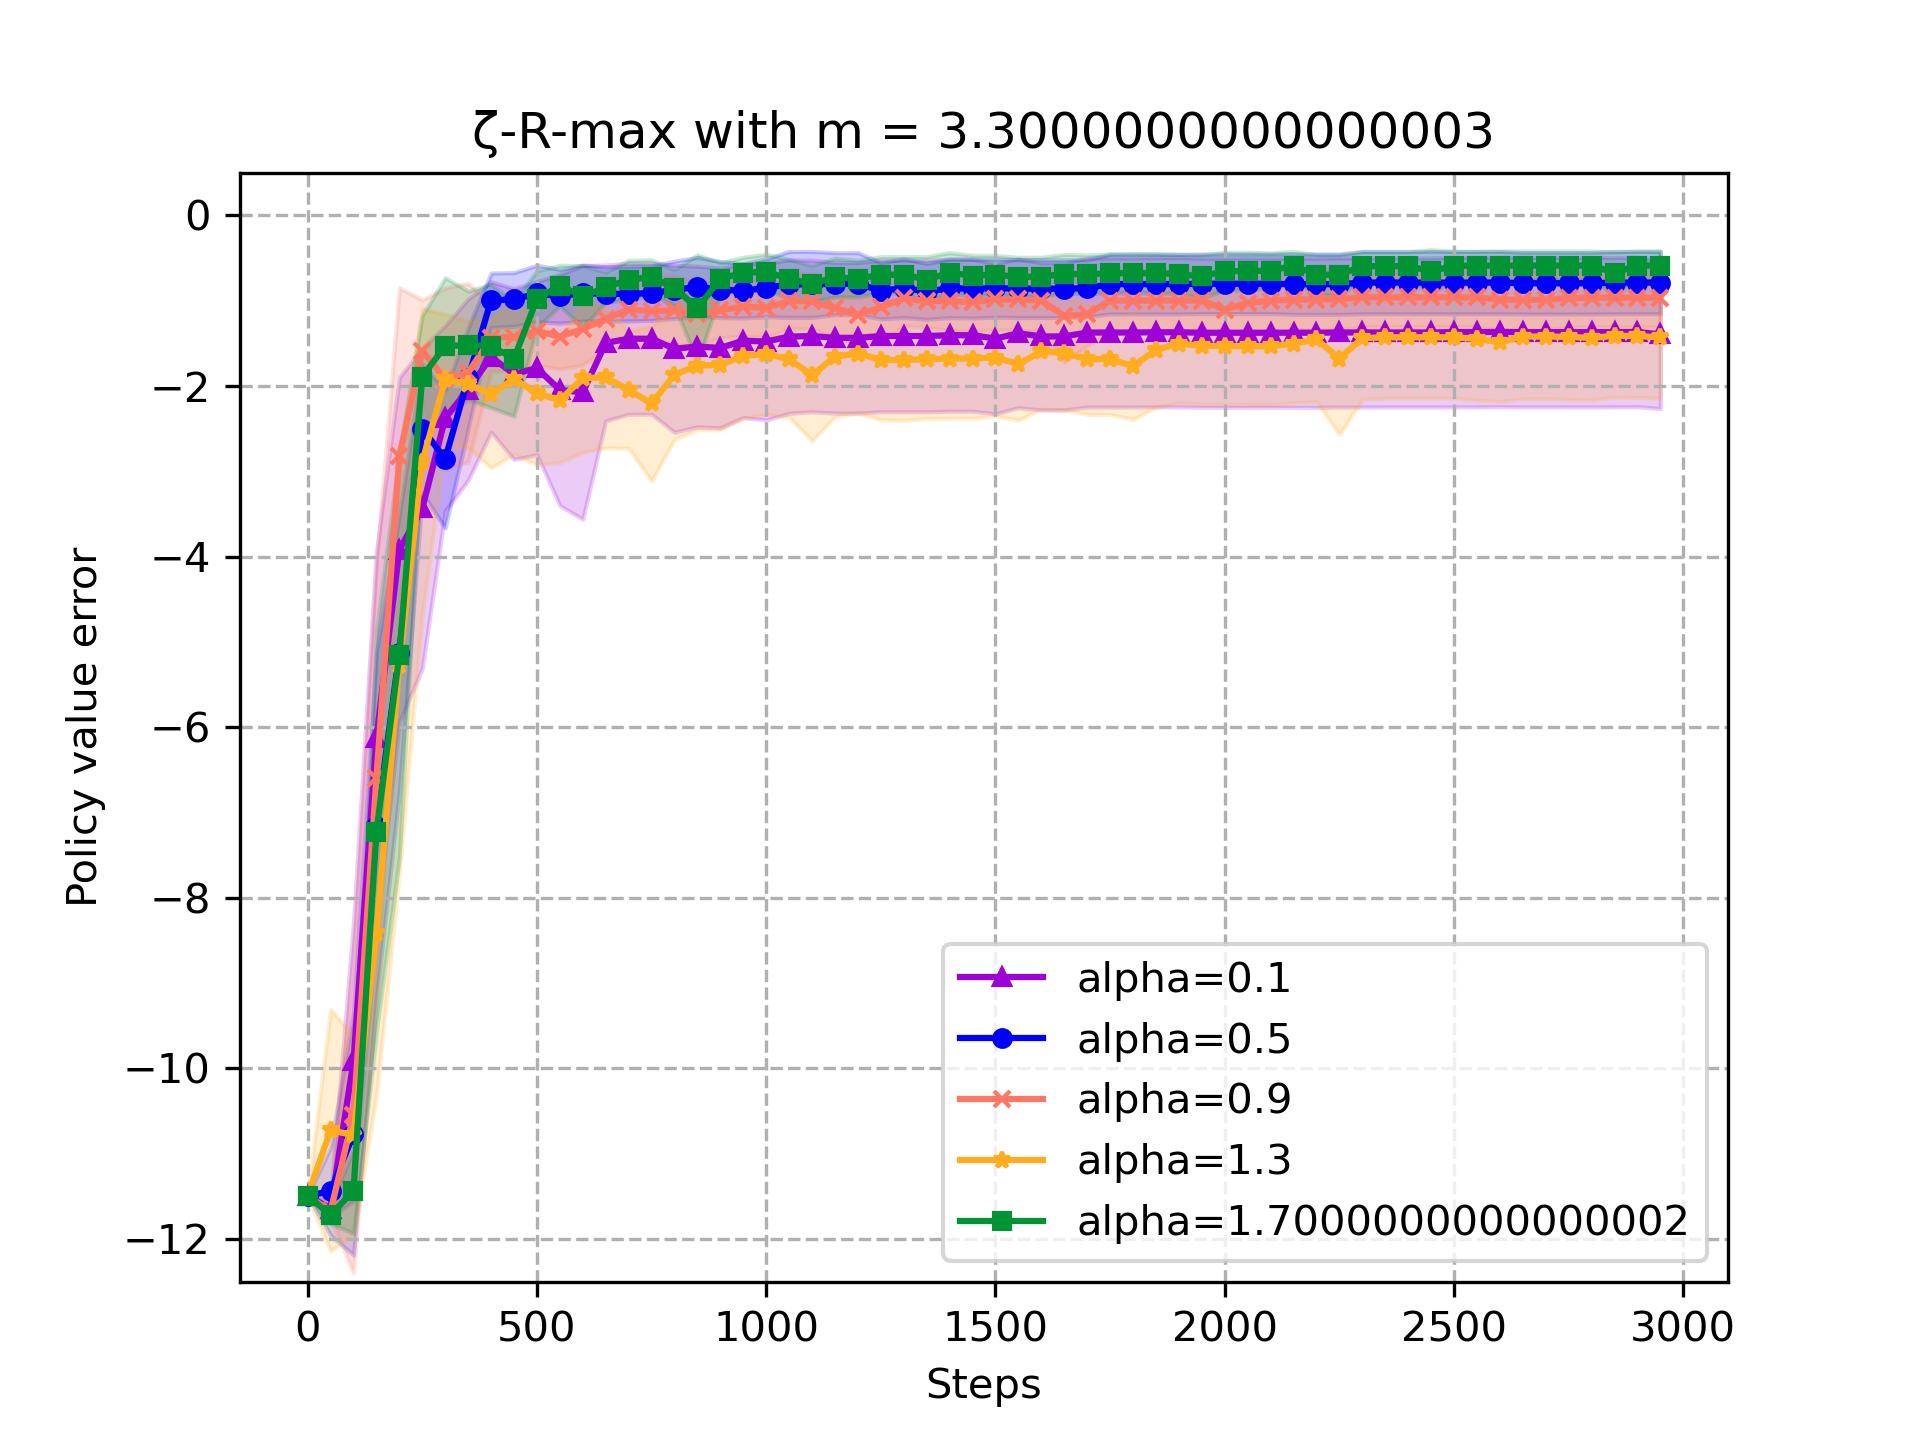 ζ-R-max with m = 3.3000000000000003
0
−2
−4
−6
−8
−10
−12
Policy value error
alpha=0.1
alpha=0.5
alpha=0.9
alpha=1.3
alpha=1.7000000000000002
0 500 1000 1500 2000 2500 3000
Steps